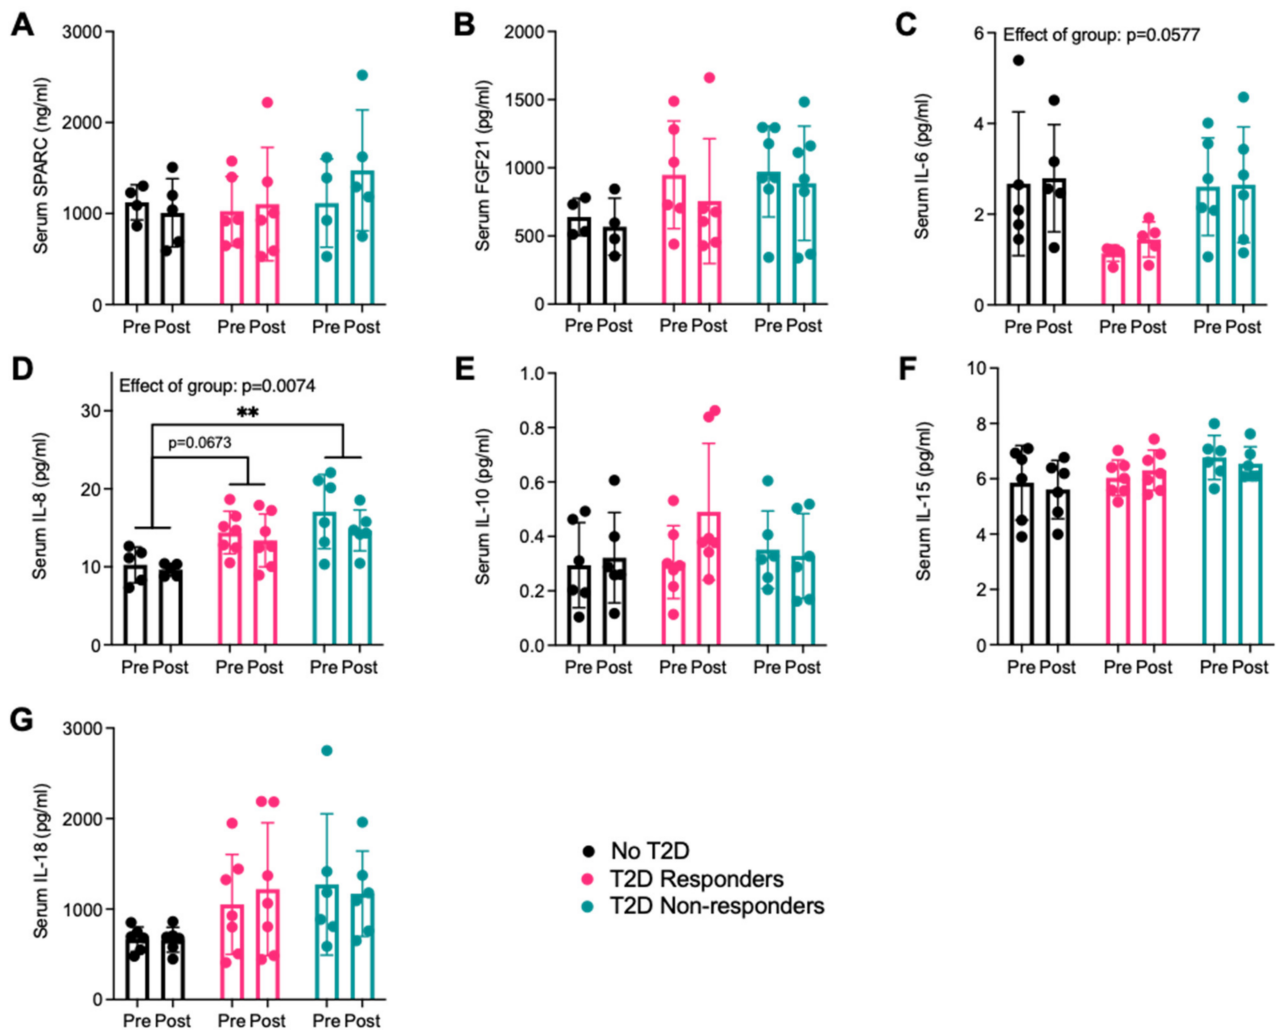 A
Serum SPARC (ng/ml)
3000
2000
1000
0
Pre Post
Pre Post
Pre Post
B
Serum FGF21 (pg/ml)
2000
1500
1000
500
0
Pre Post
Pre Post
Pre Post
C
Effect of group: p=0.0577
Serum IL-6 (pg/ml)
6
4
2
0
Pre Post
Pre Post
Pre Post
D
Effect of group: p=0.0074
**
p=0.0673
Serum IL-8 (pg/ml)
30
20
10
0
Pre Post
Pre Post
Pre Post
E
Serum IL-10 (pg/ml)
1.0
0.8
0.6
0.4
0.2
0.0
Pre Post
Pre Post
Pre Post
F
Serum IL-15 (pg/ml)
10
8
6
4
2
0
Pre Post
Pre Post
Pre Post
G
Serum IL-18 (pg/ml)
3000
2000
1000
0
Pre Post
Pre Post
Pre Post
No T2D
T2D Responders
T2D Non-responders